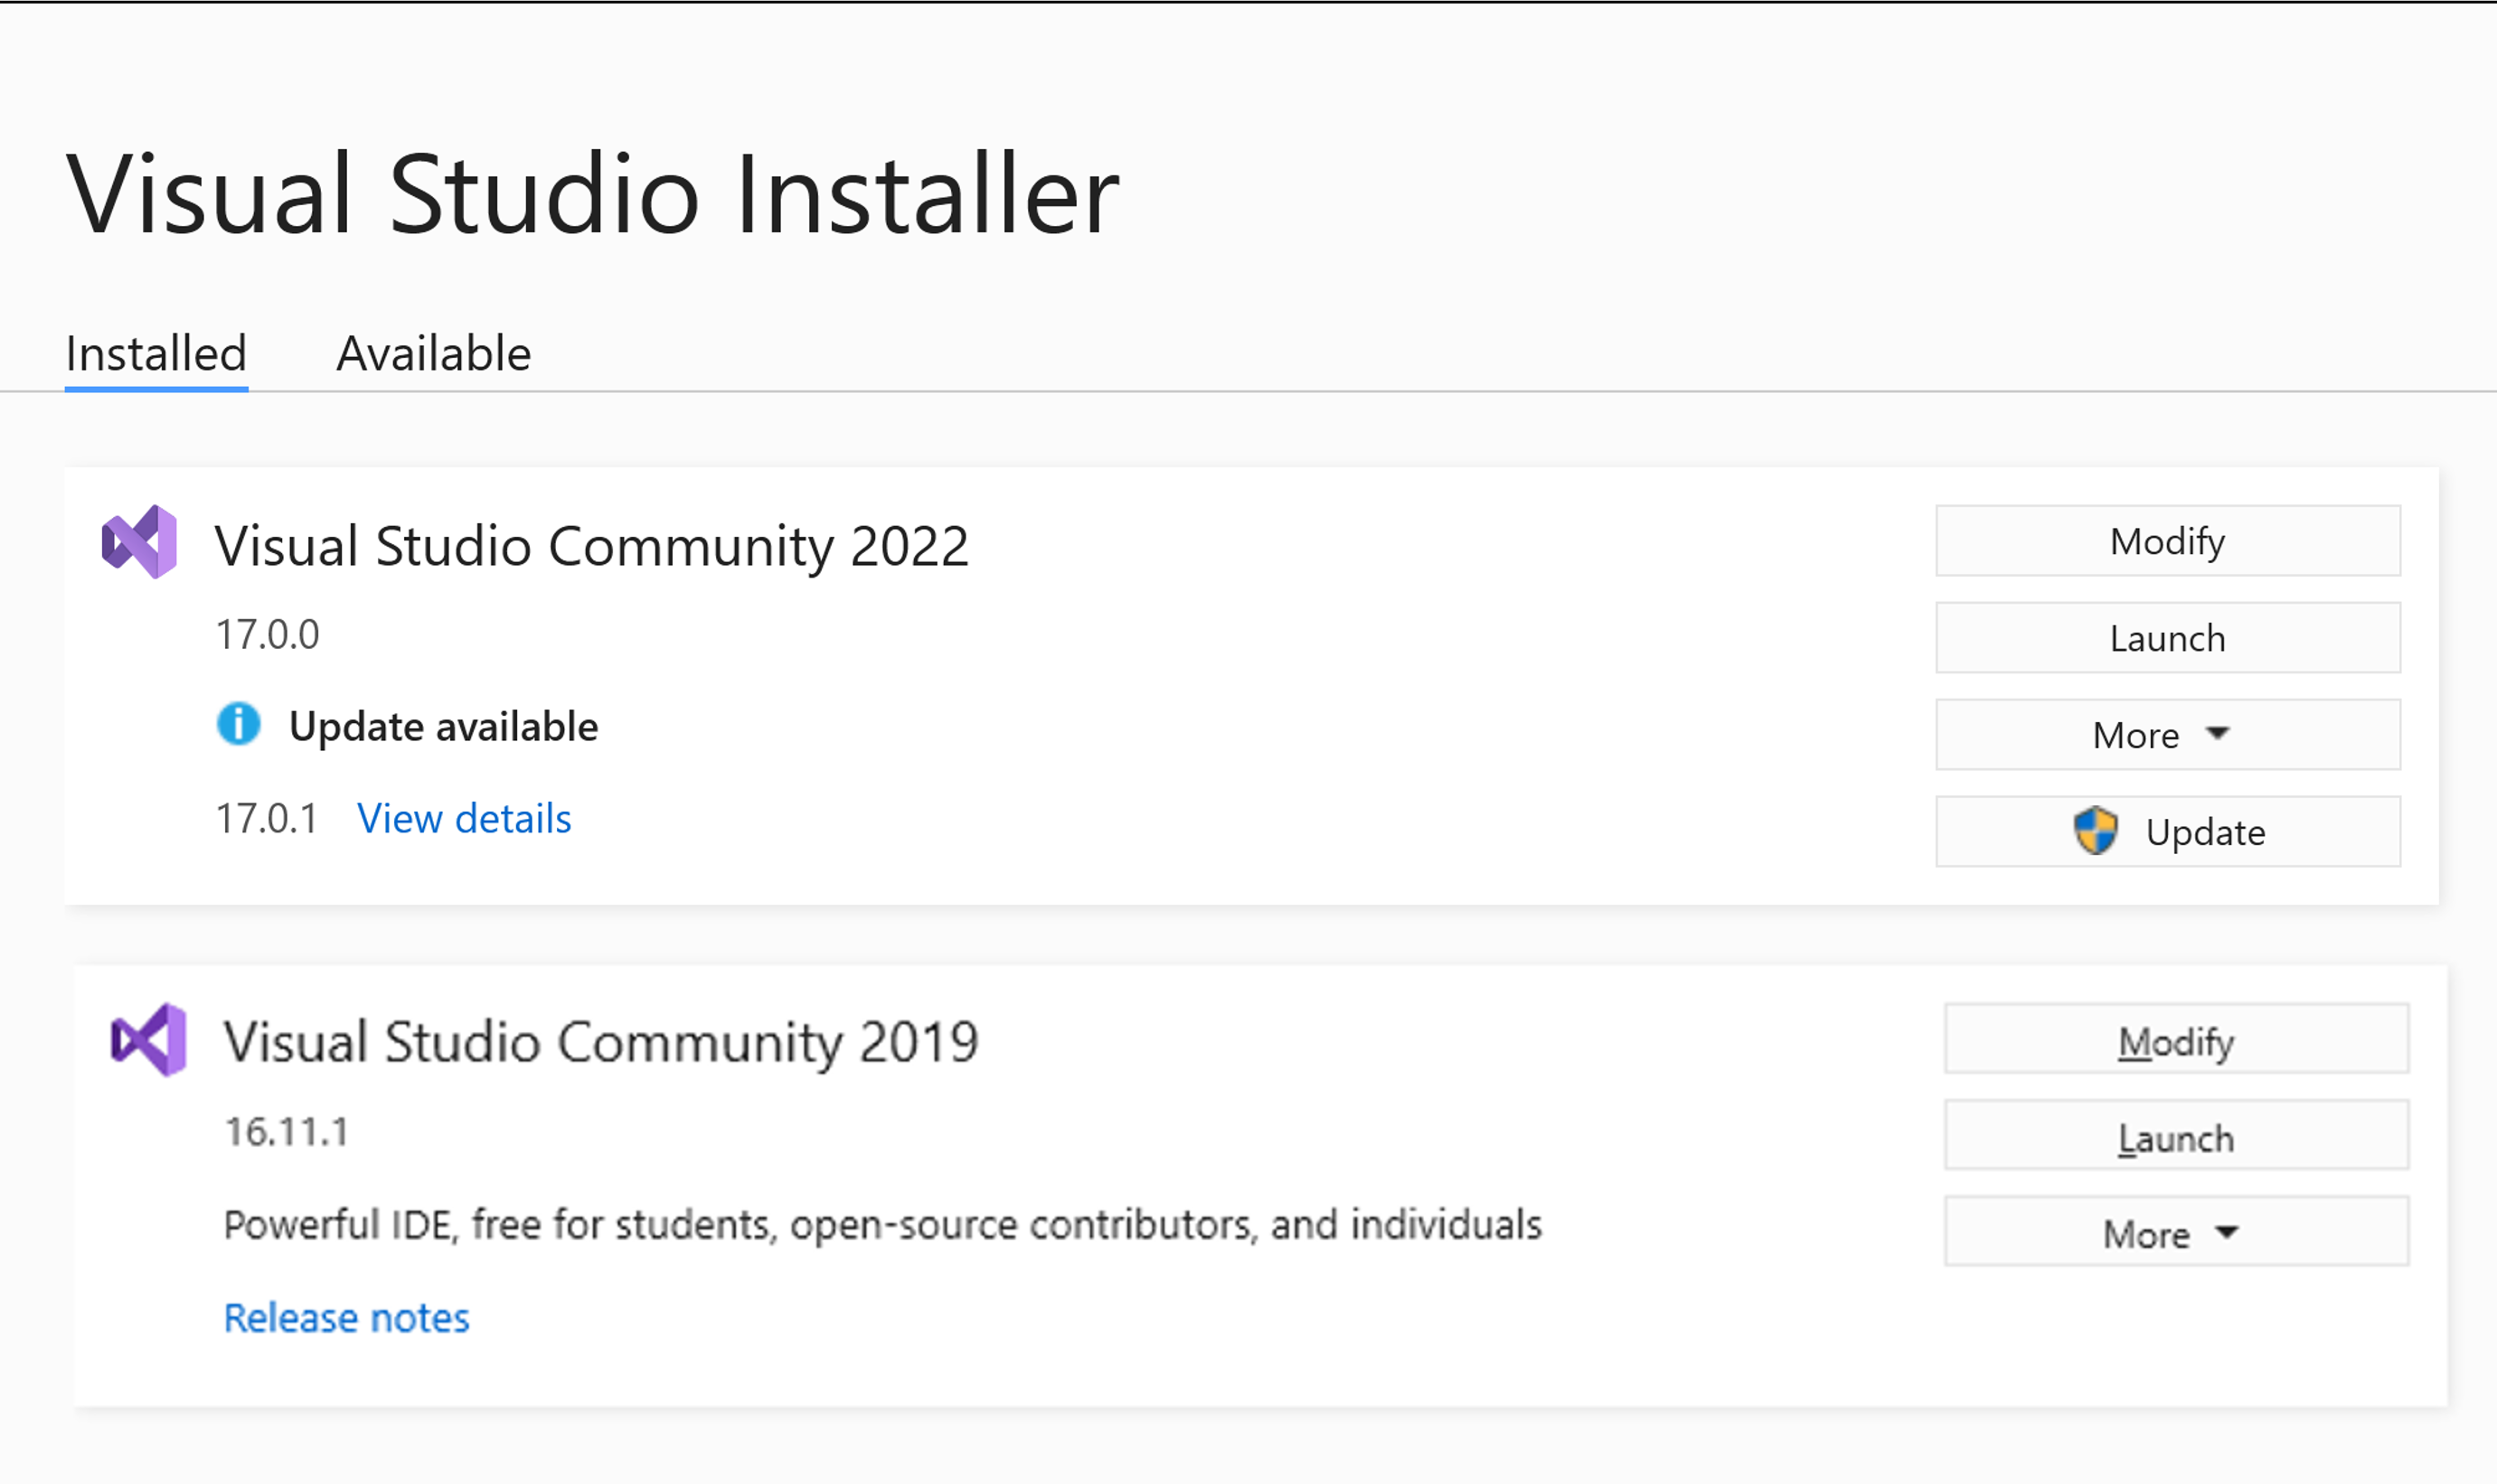 Visual Studio Installer
Installed Available
Visual Studio Community 2022
17.0.0
Update available
17.0.1 View details
Modify
Launch
More
Update
Visual Studio Community 2019
16.11.1
Powerful IDE, free for students, open-source contributors, and individuals
Release notes
Modify
Launch
More